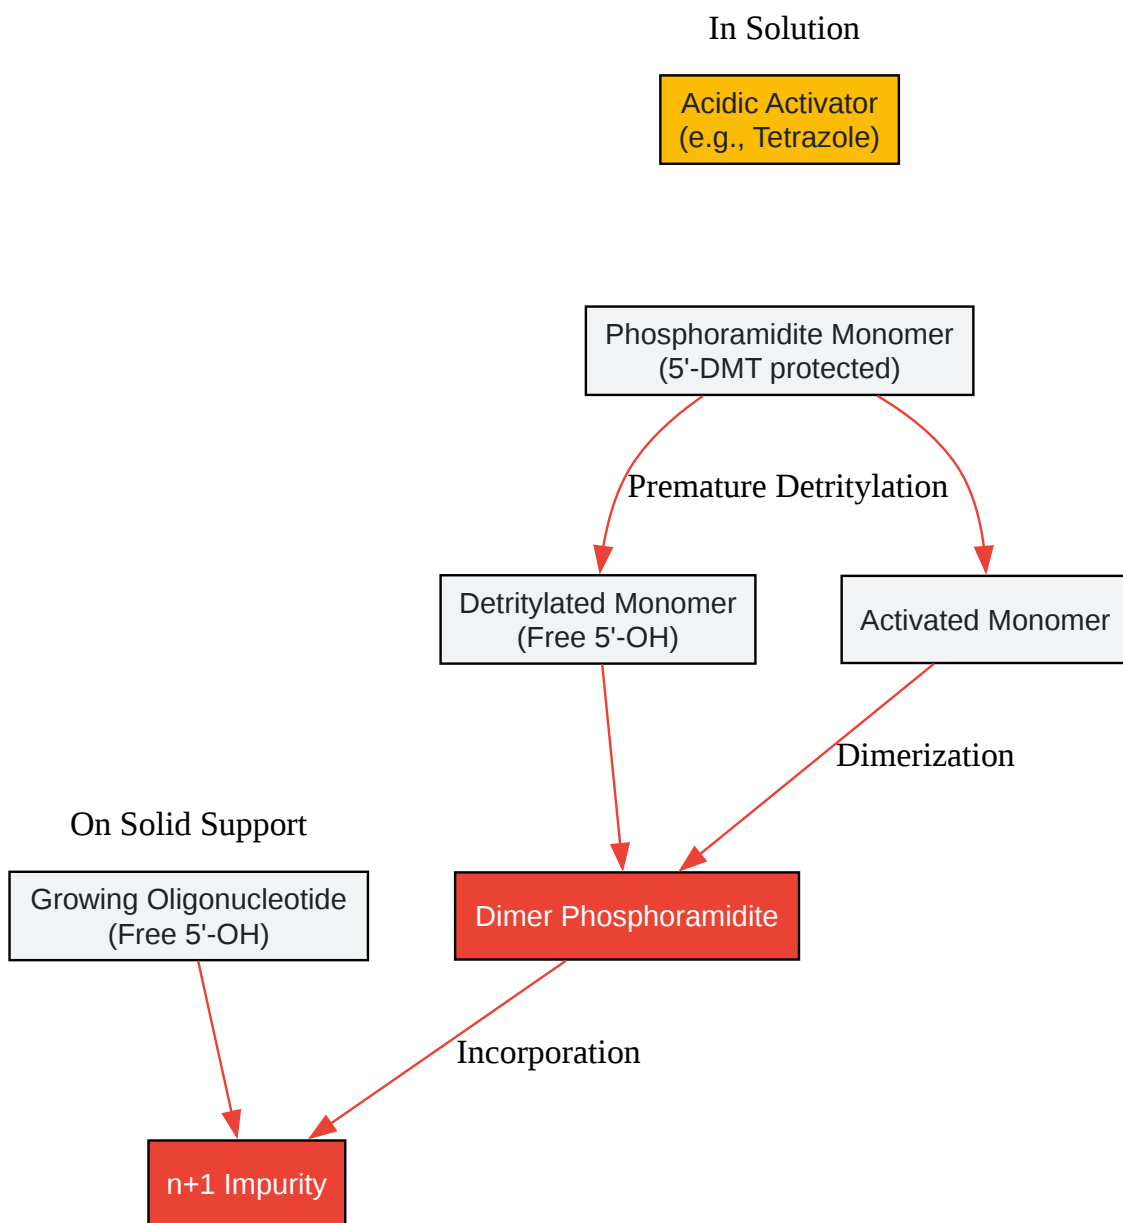 In Solution
Acidic Activator
(e.g., Tetrazole)
Phosphoramidite Monomer
(5'-DMT protected)
Premature Detritylation
Detritylated Monomer
(Free 5'-OH)
Activated Monomer
Dimerization
On Solid Support
Growing Oligonucleotide
(Free 5'-OH)
Dimer Phosphoramidite
Incorporation
n+1 Impurity